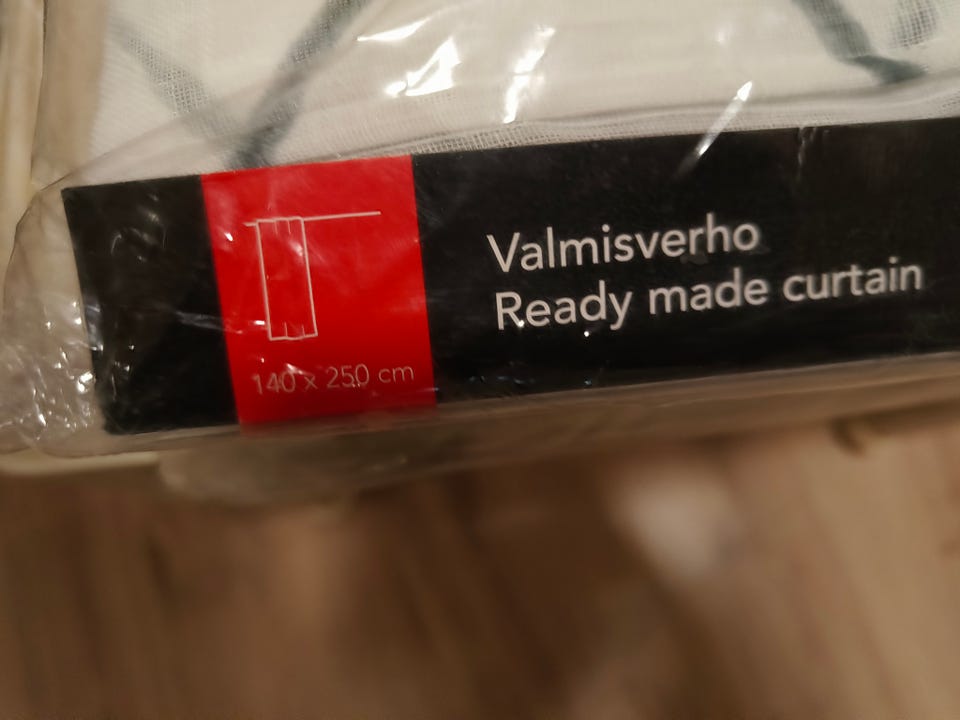 Valmisverho
Ready made curtain
140 x 250 cm